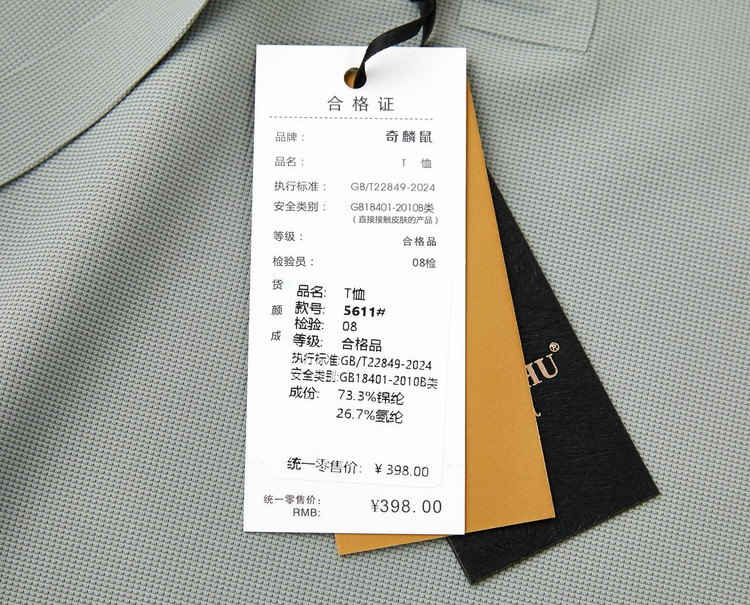 合格证
品牌： 奇麟鼠
品名： T 恤
执行标准： GB/T22849-2024
安全类别： GB18401-2010B类
（直接接触皮肤的产品）
等级： 合格品
检验员： 08检
货
颜
成
品名: T恤
款号: 5611#
检验: 08
等级: 合格品
执行标准:GB/T22849-2024
安全类别:GB18401-2010B类
成份: 73.3%锦纶
26.7%氨纶
统一零售价: ¥ 398.00
统一零售价:
RMB: ¥398.00
HU®